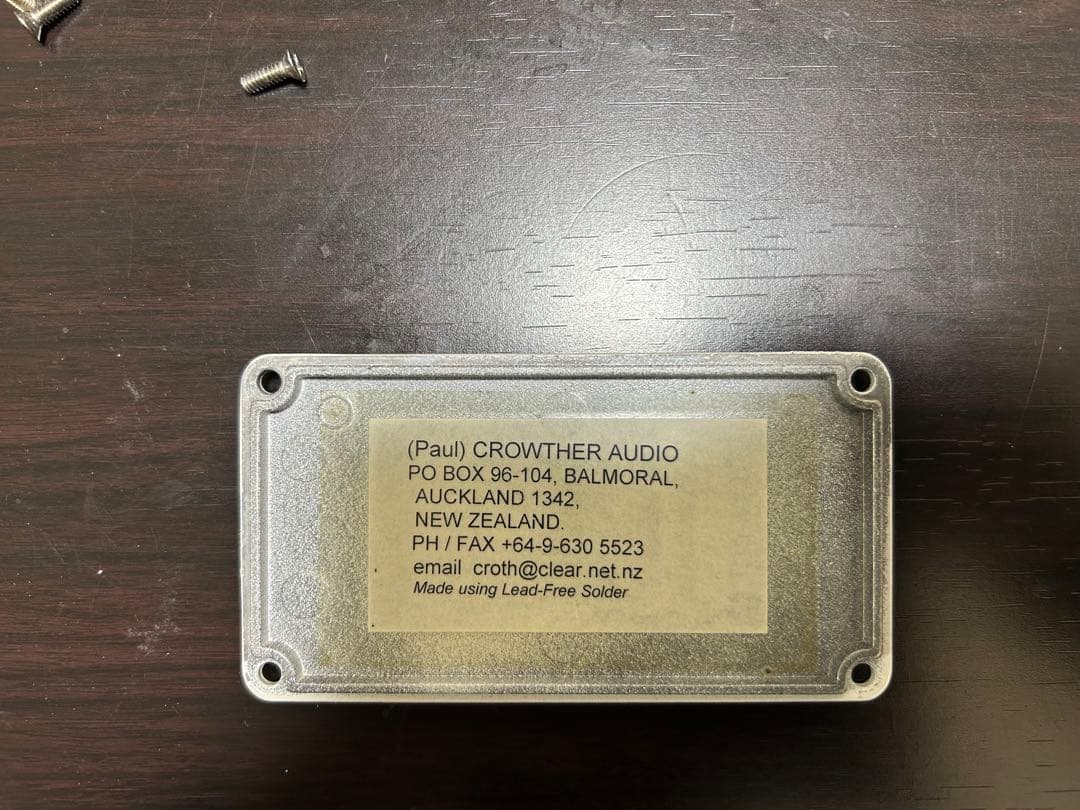 (Paul) CROWTHER AUDIO
PO BOX 96-104, BALMORAL,
AUCKLAND 1342,
NEW ZEALAND.
PH / FAX +64-9-630 5523
email croth@clear.net.nz
Made using Lead-Free Solder